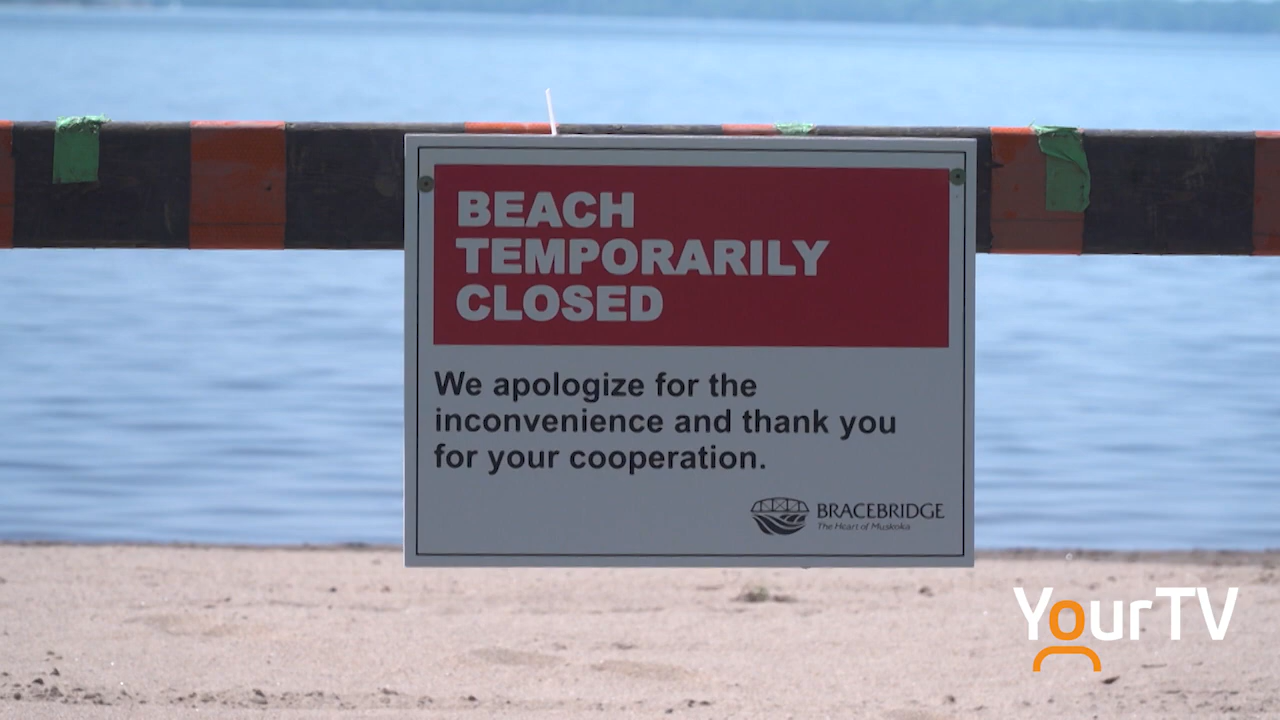 BEACH
TEMPORARILY
CLOSED
We apologize for the
inconvenience and thank you
for your cooperation.
BRACEBRIDGE
The Heart of Muskoka
YourTV